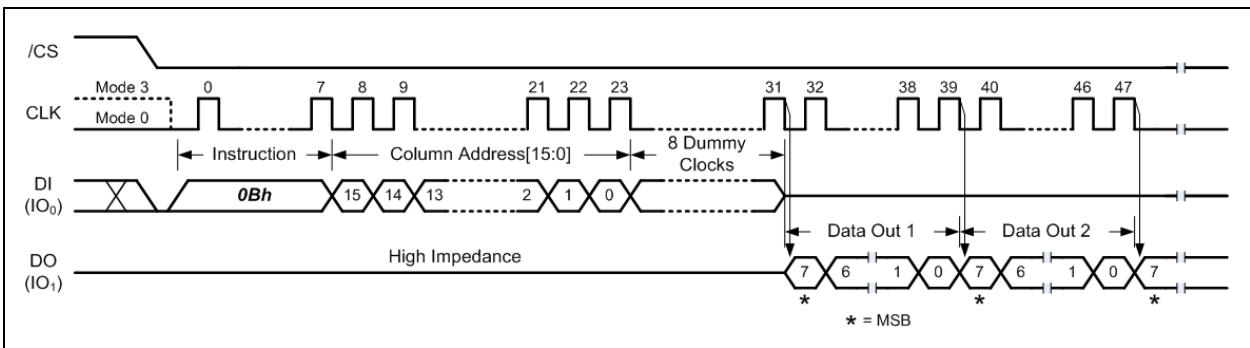 /CS
Mode 3 0 7 8 9 21 22 23 31 32 38 39 40 46 47
CLK
Mode 0
Instruction Column Address[15:0] 8 Dummy
Clocks
DI
(IO₀)
0Bh 15 14 13 2 1 0
Data Out 1 Data Out 2
DO
(IO₁)
High Impedance
7 6 1 0 7 6 1 0 7
* * *
* = MSB